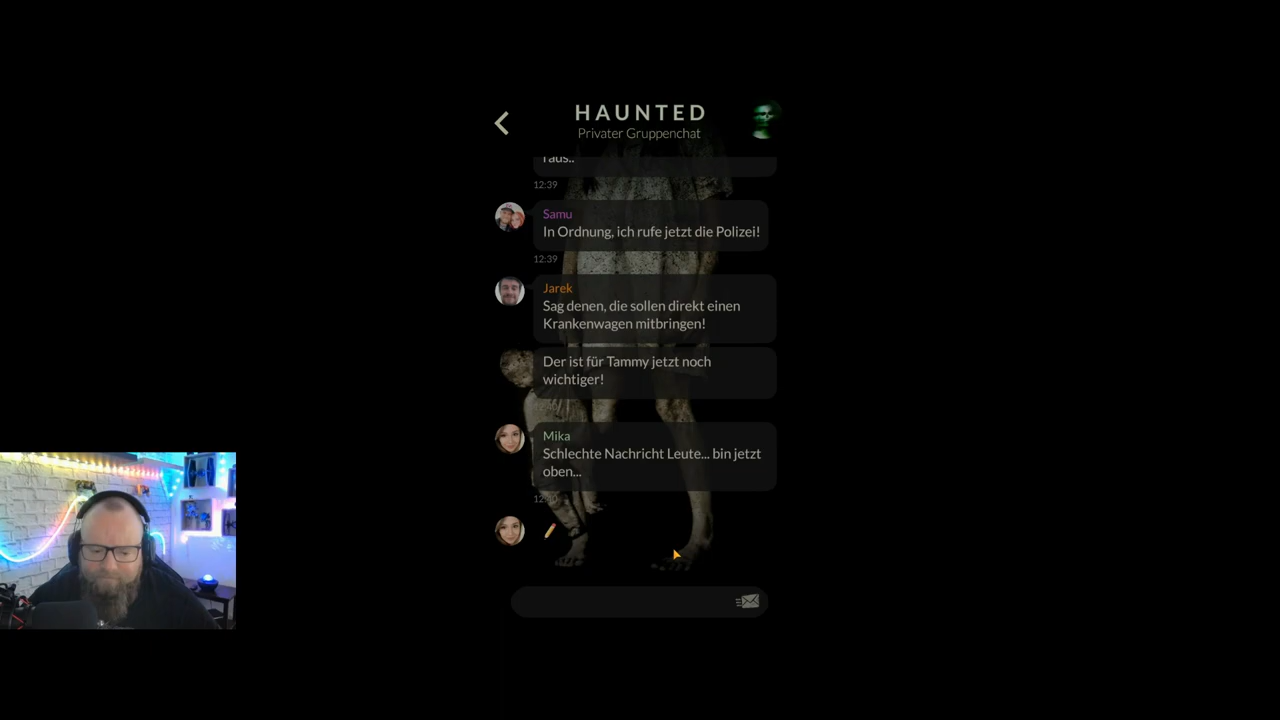 HAUNTED
Privater Gruppenchat
raus..
12:39
Samu
In Ordnung, ich rufe jetzt die Polizei!
12:39
Jarek
Sag denen, die sollen direkt einen
Krankenwagen mitbringen!
Der ist für Tammy jetzt noch
wichtiger!
Mika
Schlechte Nachricht Leute... bin jetzt
oben...